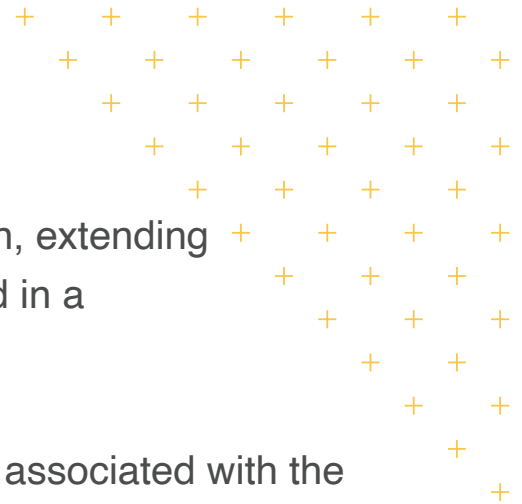 , extending
d in a
associated with the